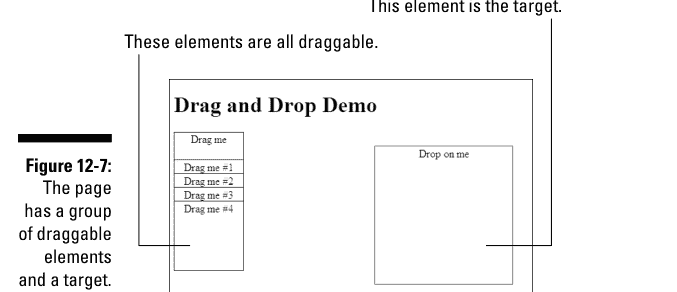 This element is the target.
These elements are all draggable.
Drag and Drop Demo
Drag me
Drag me #1
Drag me #2
Drag me #3
Drag me #4
Drop on me
Figure 12-7:
The page
has a group
of draggable
elements
and a target.